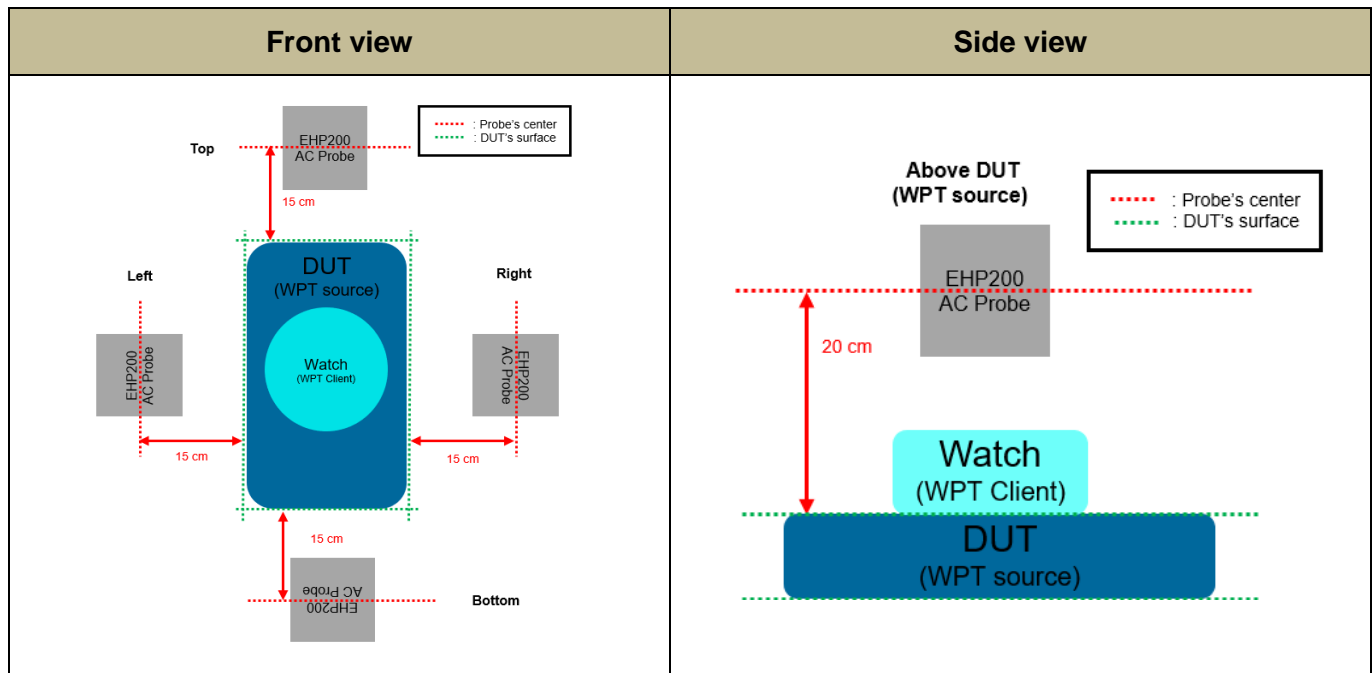 Front view
Side view
EHP200
AC Probe
: Probe's center
: DUT's surface
Top
15 cm
DUT
(WPT source)
Left
Right
EHP200
AC Probe
Watch
(WPT Client)
EHP200
AC Probe
15 cm
15 cm
15 cm
EHP200
AC Probe
Bottom
Above DUT
(WPT source)
: Probe's center
: DUT's surface
EHP200
AC Probe
20 cm
Watch
(WPT Client)
DUT
(WPT source)